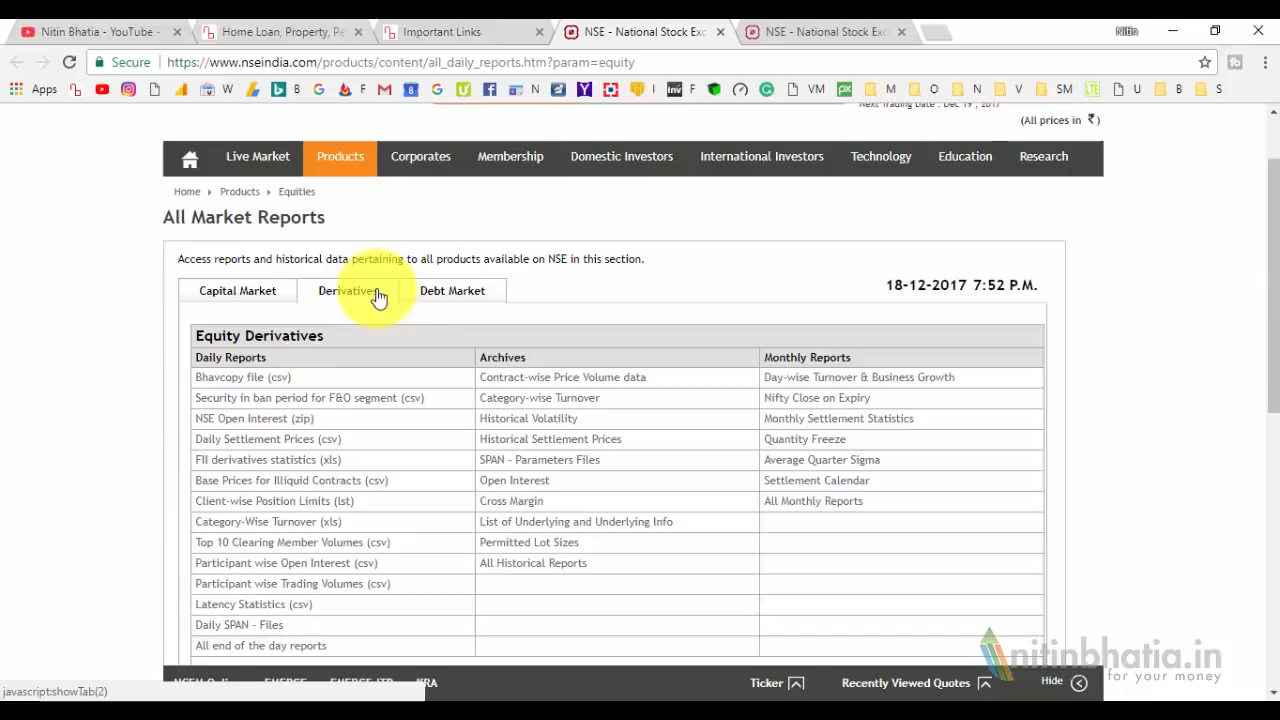 Nitin Bhatia - YouTube -
Home Loan, Property, Pe
Important Links
NSE - National Stock Exc
NSE - National Stock Exc
Nitin
Secure
https://www.nseindia.com/products/content/all_daily_reports.htm?param=equity
Apps W B F N I F VM M O N V SM LTE U B S
Next Trading Date : Dec 19 , 2017
(All prices in ₹)
Live Market Products Corporates Membership Domestic Investors International Investors Technology Education Research
Home Products Equities
All Market Reports
Access reports and historical data pertaining to all products available on NSE in this section.
Capital Market Derivatives Debt Market
18-12-2017 7:52 P.M.
Equity Derivatives
Daily Reports Archives Monthly Reports
Bhavcopy file (csv) Contract-wise Price Volume data Day-wise Turnover & Business Growth
Security in ban period for F&O segment (csv) Category-wise Turnover Nifty Close on Expiry
NSE Open Interest (zip) Historical Volatility Monthly Settlement Statistics
Daily Settlement Prices (csv) Historical Settlement Prices Quantity Freeze
FII derivatives statistics (xls) SPAN - Parameters Files Average Quarter Sigma
Base Prices for Illiquid Contracts (csv) Open Interest Settlement Calendar
Client-wise Position Limits (lst) Cross Margin All Monthly Reports
Category-Wise Turnover (xls) List of Underlying and Underlying Info
Top 10 Clearing Member Volumes (csv) Permitted Lot Sizes
Participant wise Open Interest (csv) All Historical Reports
Participant wise Trading Volumes (csv)
Latency Statistics (csv)
Daily SPAN - Files
All end of the day reports
nitinbhatia.in
for your money
Ticker Recently Viewed Quotes Hide
javascript:showTab(2)